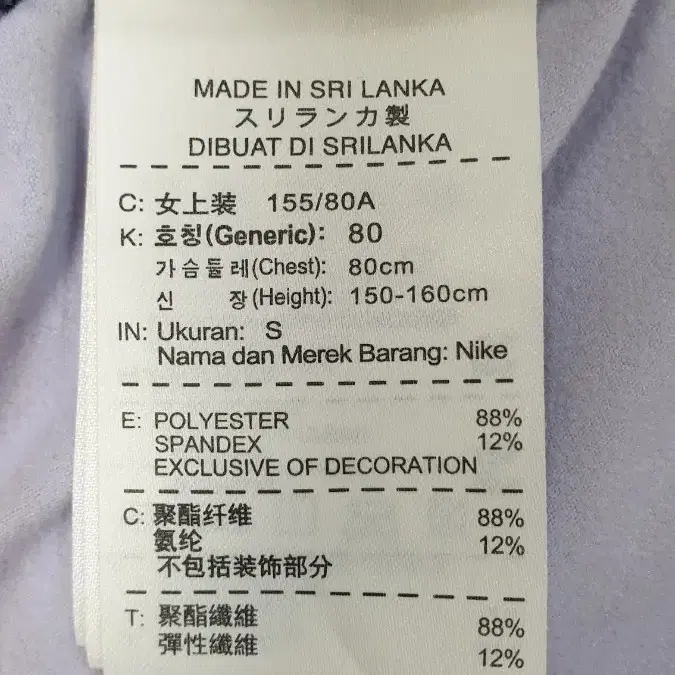 MADE IN SRI LANKA
スリランカ製
DIBUAT DI SRILANKA
C: 女上装 155/80A
K: 호칭(Generic): 80
가슴둘레(Chest): 80cm
신 장(Height): 150-160cm
IN: Ukuran: S
Nama dan Merek Barang: Nike
E: POLYESTER 88%
SPANDEX 12%
EXCLUSIVE OF DECORATION
C: 聚酯纤维 88%
氨纶 12%
不包括装饰部分
T: 聚酯纖維 88%
彈性纖維 12%